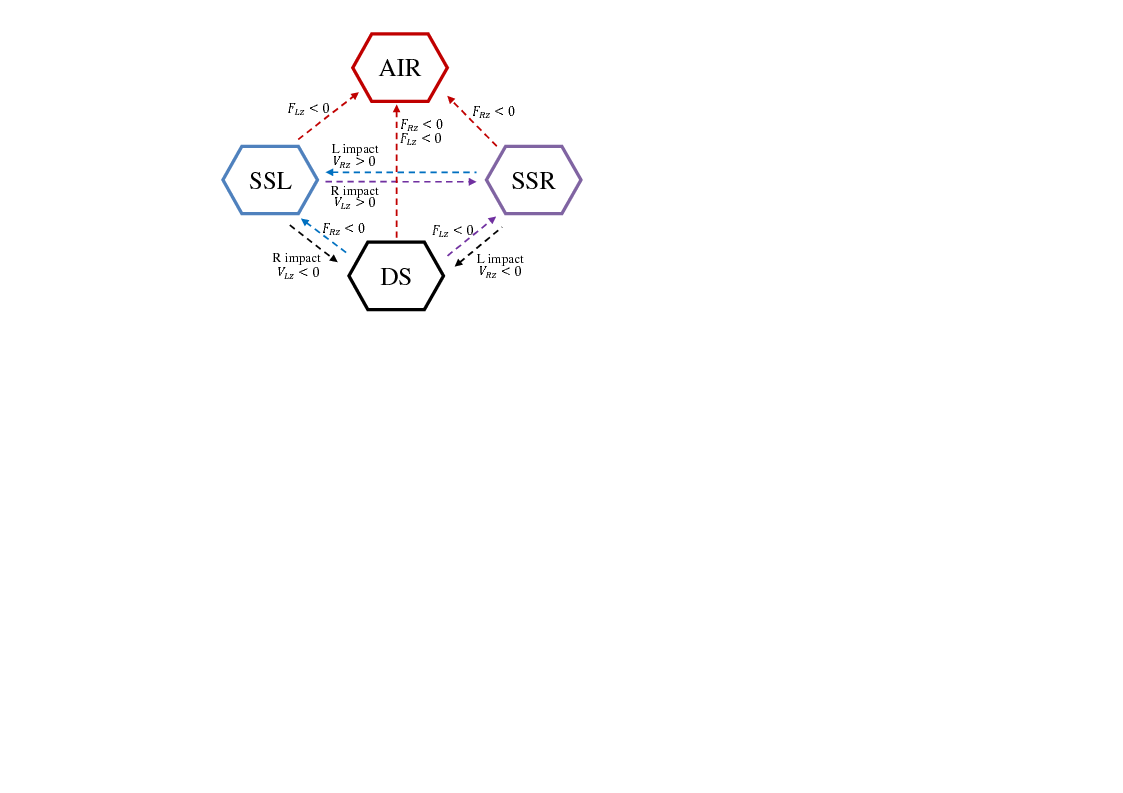 AIR
F_{Lz} < 0
F_{Rz} < 0
F_{Rz} < 0
F_{Lz} < 0
L impact
V_{Rz} > 0
SSL
SSR
R impact
V_{Lz} > 0
F_{Rz} < 0
F_{Lz} < 0
R impact
V_{Lz} < 0
L impact
V_{Rz} < 0
DS